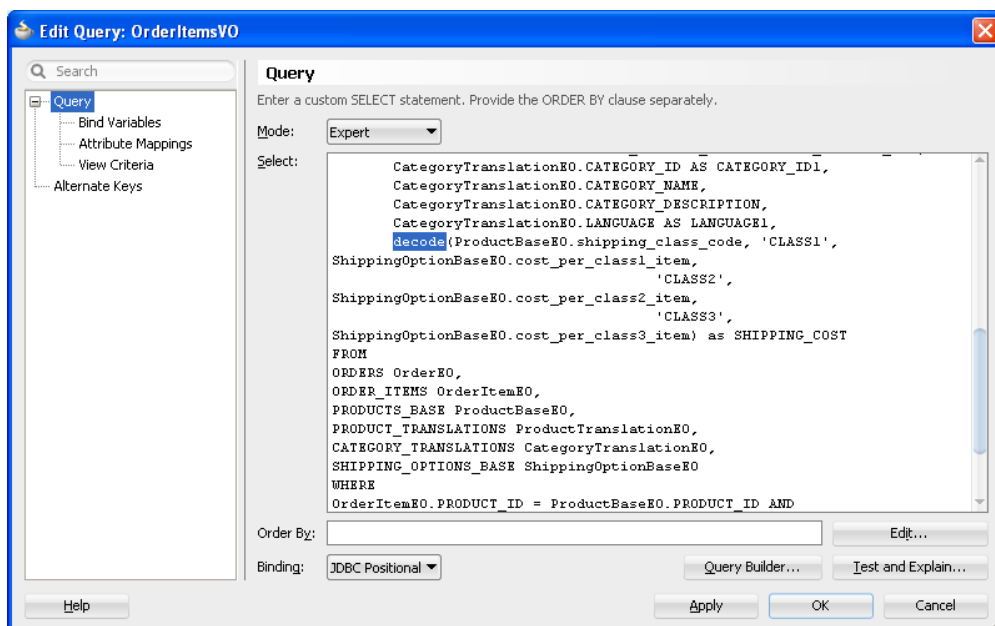 Edit Query: OrderItemsVO
Search
Query
Bind Variables
Attribute Mappings
View Criteria
Alternate Keys
Query
Enter a custom SELECT statement. Provide the ORDER BY clause separately.
Mode:
Expert
Select:
CategoryTranslationEO.CATEGORY_ID AS CATEGORY_ID1,
CategoryTranslationEO.CATEGORY_NAME,
CategoryTranslationEO.CATEGORY_DESCRIPTION,
CategoryTranslationEO.LANGUAGE AS LANGUAGE1,
decode(ProductBaseEO.shipping_class_code, 'CLASS1',
ShippingOptionBaseEO.cost_per_class1_item,
'CLASS2',
ShippingOptionBaseEO.cost_per_class2_item,
'CLASS3',
ShippingOptionBaseEO.cost_per_class3_item) as SHIPPING_COST
FROM
ORDERS OrderEO,
ORDER_ITEMS OrderItemEO,
PRODUCTS_BASE ProductBaseEO,
PRODUCT_TRANSLATIONS ProductTranslationEO,
CATEGORY_TRANSLATIONS CategoryTranslationEO,
SHIPPING_OPTIONS_BASE ShippingOptionBaseEO
WHERE
OrderItemEO.PRODUCT_ID = ProductBaseEO.PRODUCT_ID AND
Order By:
Edit...
Binding:
JDBC Positional
Query Builder...
Test and Explain...
Help
Apply
OK
Cancel